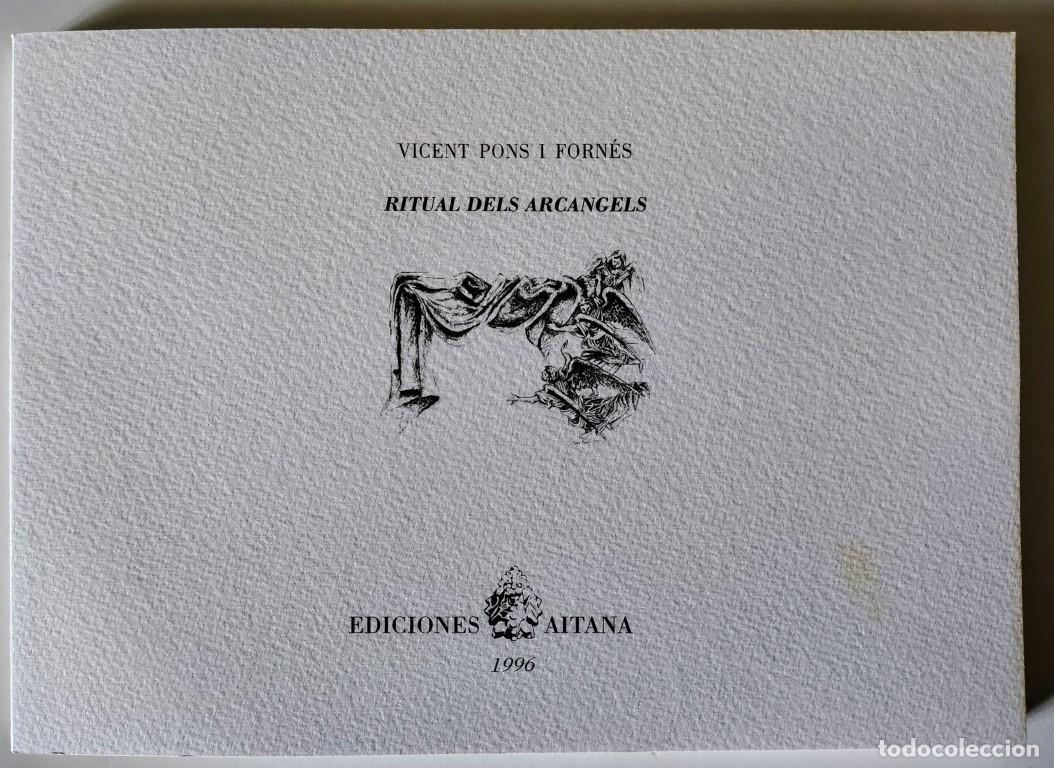 VICENT PONS I FORNÉS
RITUAL DELS ARCANGELS
EDICIONES AITANA
1996
todocoleccion